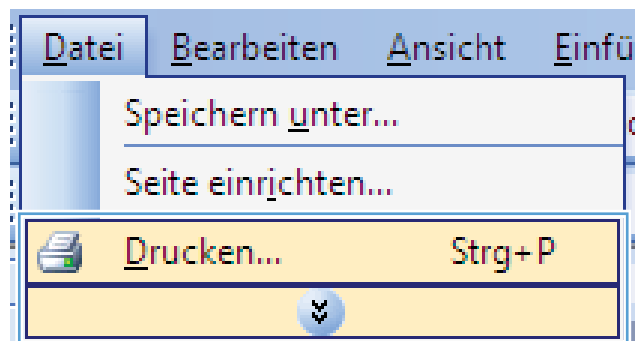 Datei Bearbeiten Ansicht Einfü
Speichern unter...
Seite einrichten...
Drucken... Strg+P